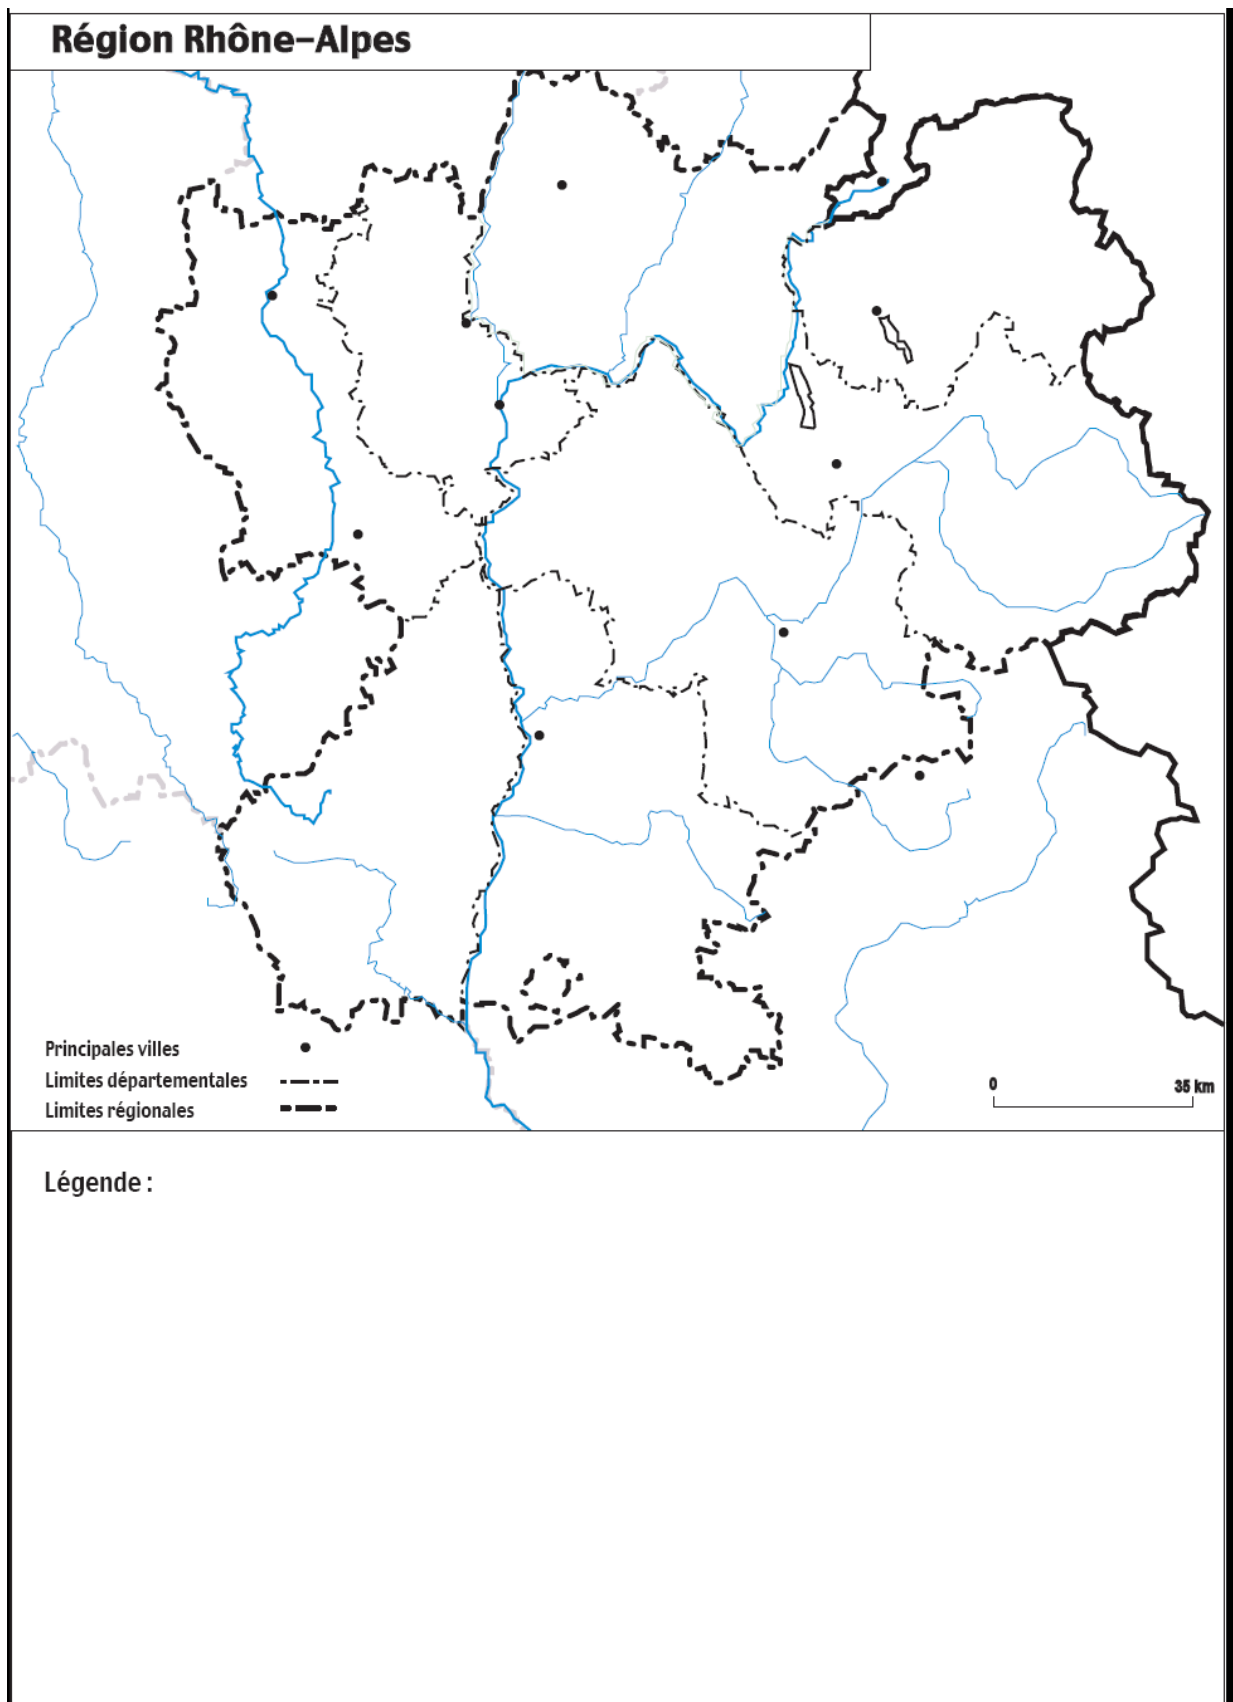 Région Rhône–Alpes
Principales villes
Limites départementales
Limites régionales
0 35 km
Légende :